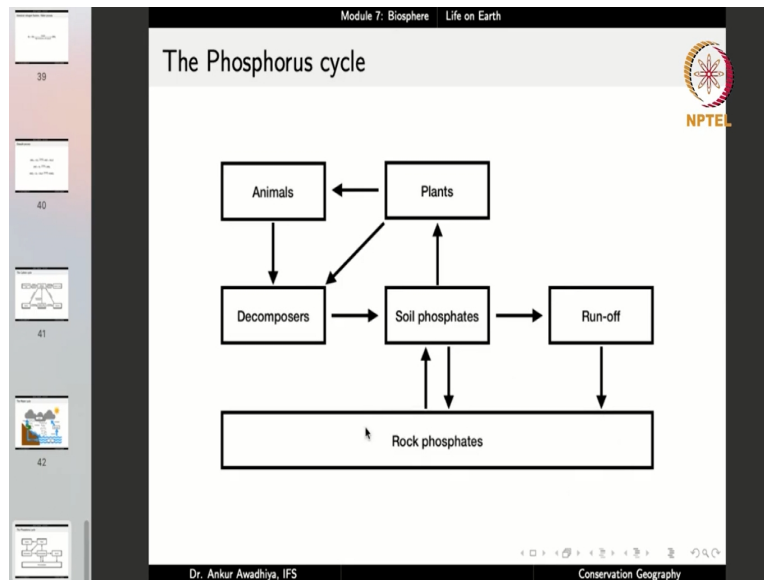 Module 7: Biosphere Life on Earth
The Phosphorus cycle
NPTEL
Animals
Plants
Decomposers
Soil phosphates
Run-off
Rock phosphates
39
40
41
42
Dr. Ankur Awadhiya, IFS
Conservation Geography